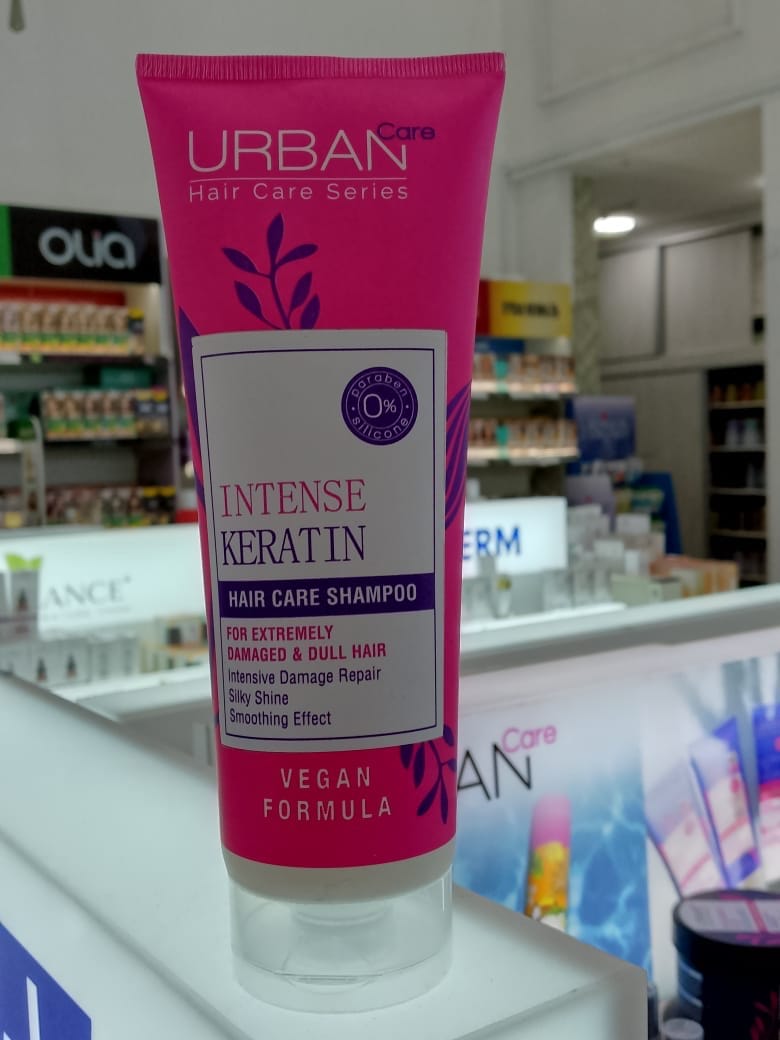 URBAN Care
Hair Care Series
paraben
0%
silicone
INTENSE
KERATIN
HAIR CARE SHAMPOO
FOR EXTREMELY
DAMAGED & DULL HAIR
Intensive Damage Repair
Silky Shine
Smoothing Effect
VEGAN
FORMULA
OLIA
ANCE
ERM
AN Care